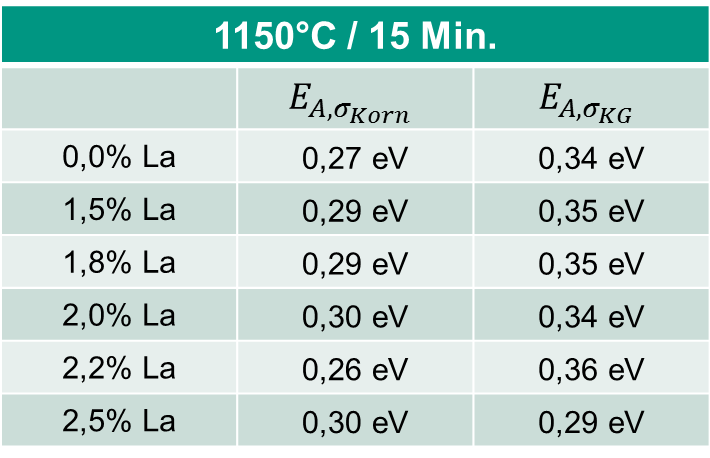 1150°C / 15 Min.
E_{A,σ_{Korn}} E_{A,σ_{KG}}
0,0% La 0,27 eV 0,34 eV
1,5% La 0,29 eV 0,35 eV
1,8% La 0,29 eV 0,35 eV
2,0% La 0,30 eV 0,34 eV
2,2% La 0,26 eV 0,36 eV
2,5% La 0,30 eV 0,29 eV